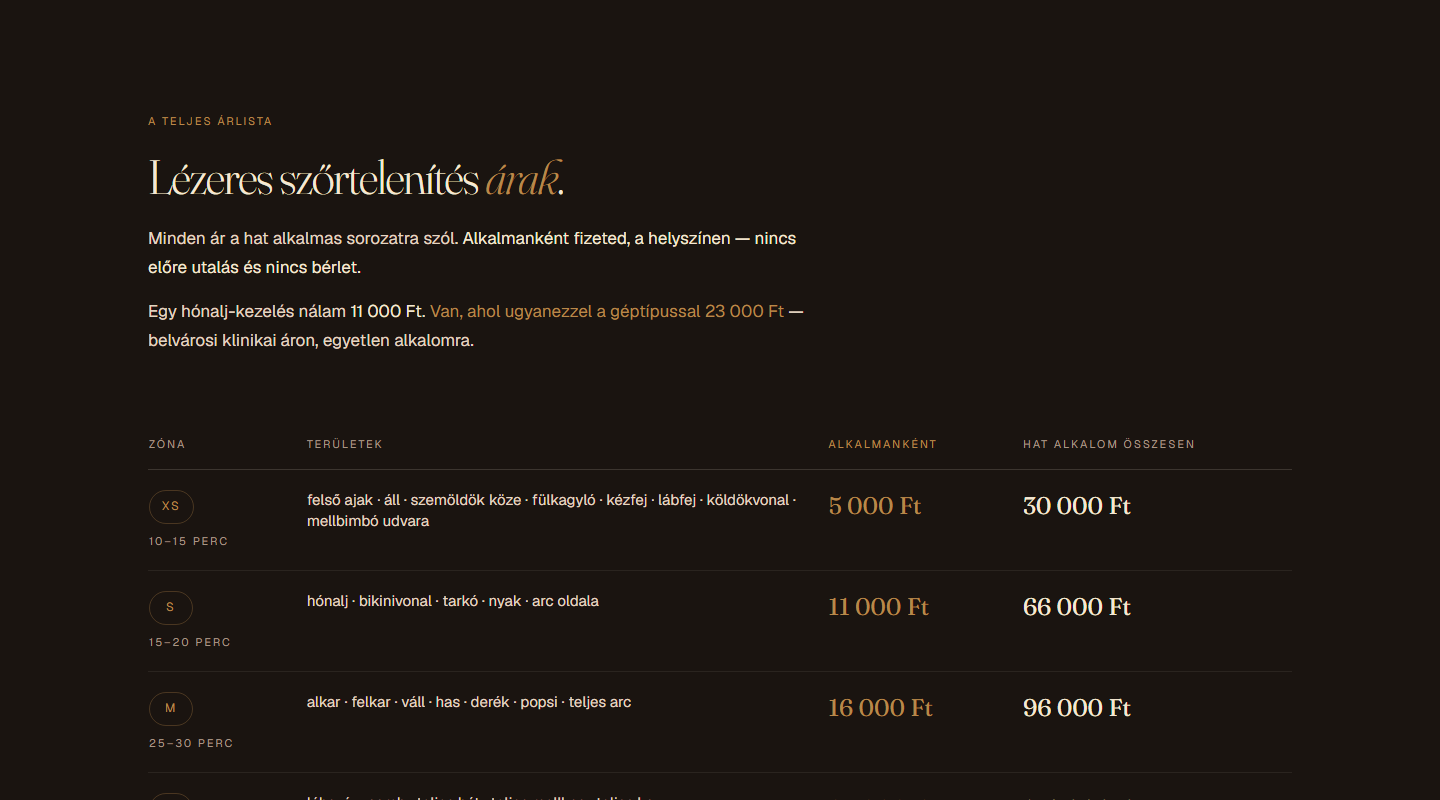 A TELJES ÁRLISTA
Lézeres szőrtelenítés árak.
Minden ár a hat alkalmas sorozatra szól. Alkalmanként fizeted, a helyszínen — nincs
előre utalás és nincs bérlet.
Egy hónalj-kezelés nálam 11 000 Ft. Van, ahol ugyanezzel a géptípussal 23 000 Ft —
belvárosi klinikai áron, egyetlen alkalomra.
ZÓNA TERÜLETEK ALKALMANKÉNT HAT ALKALOM ÖSSZESEN
XS felső ajak · áll · szemöldök köze · fülkagyló · kézfej · lábfej · köldökvonal · 5 000 Ft 30 000 Ft
mellbimbó udvara
10–15 PERC
S hónalj · bikinivonal · tarkó · nyak · arc oldala 11 000 Ft 66 000 Ft
15–20 PERC
M alkar · felkar · váll · has · derék · popsi · teljes arc 16 000 Ft 96 000 Ft
25–30 PERC